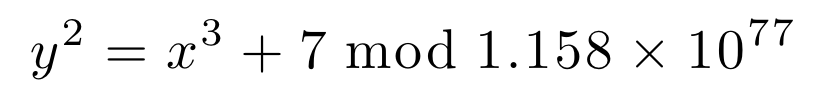 y² = x³ + 7 mod 1.158 × 10⁷⁷